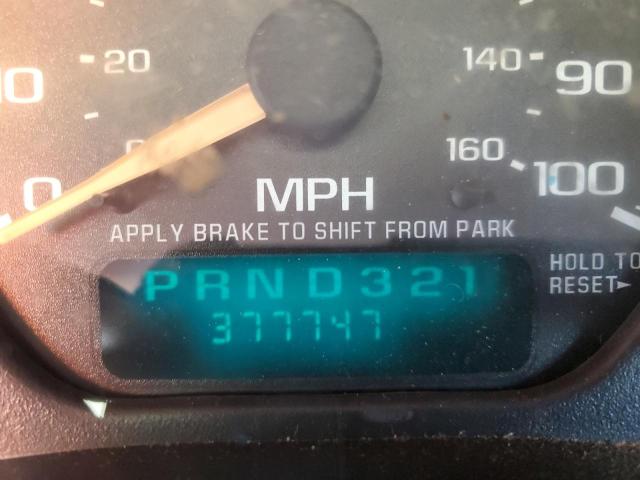 20 140 90
10
0 160 100
0 MPH
APPLY BRAKE TO SHIFT FROM PARK
HOLD TO
RESET
PRND321
377747